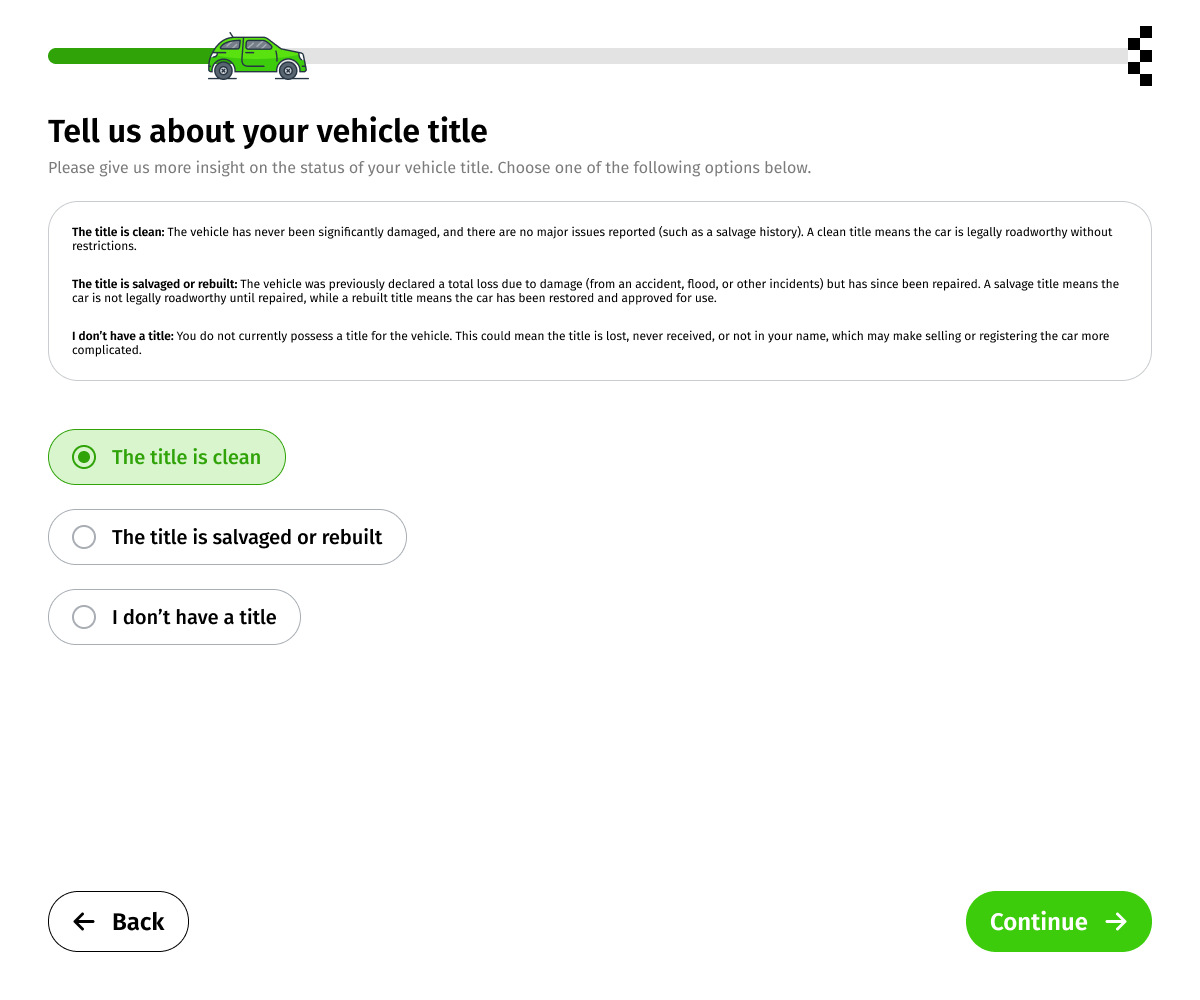 Tell us about your vehicle title
Please give us more insight on the status of your vehicle title. Choose one of the following options below.
The title is clean: The vehicle has never been significantly damaged, and there are no major issues reported (such as a salvage history). A clean title means the car is legally roadworthy without
restrictions.
The title is salvaged or rebuilt: The vehicle was previously declared a total loss due to damage (from an accident, flood, or other incidents) but has since been repaired. A salvage title means the
car is not legally roadworthy until repaired, while a rebuilt title means the car has been restored and approved for use.
I don’t have a title: You do not currently possess a title for the vehicle. This could mean the title is lost, never received, or not in your name, which may make selling or registering the car more
complicated.
The title is clean
The title is salvaged or rebuilt
I don’t have a title
Back
Continue